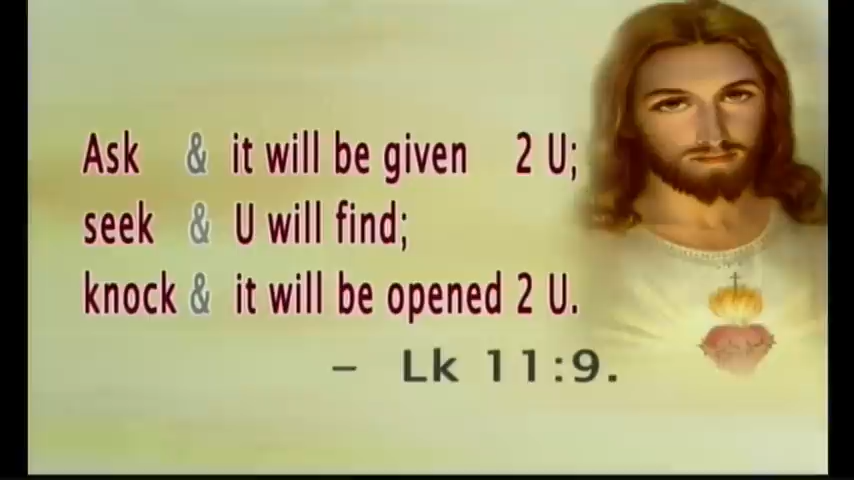 Ask & it will be given 2 U;
seek & U will find;
knock & it will be opened 2 U.
– Lk 11:9.